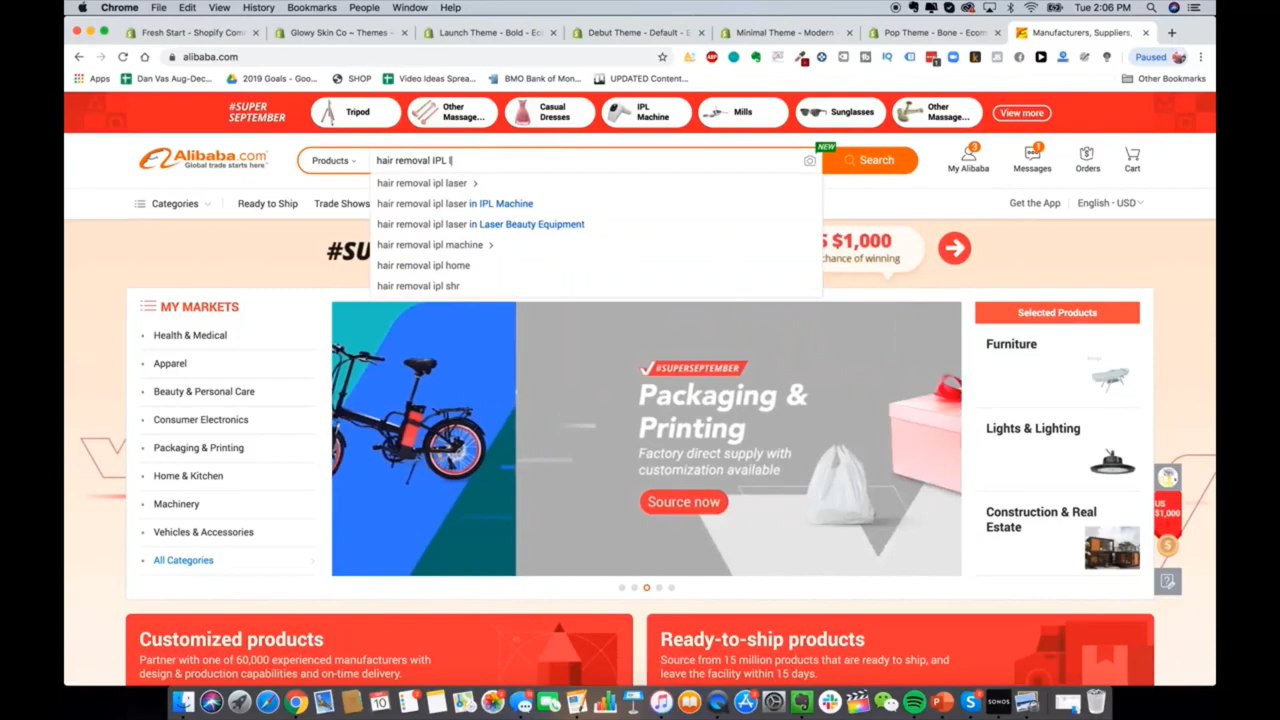 Chrome File Edit View History Bookmarks People Window Help
Tue 2:06 PM
Fresh Start - Shopify Com
Glowy Skin Co ~ Themes -
Launch Theme - Bold - Ec
Debut Theme - Default - E
Minimal Theme - Modern
Pop Theme - Bone - Ecom
Manufacturers, Suppliers,
alibaba.com
Paused
Apps
Dan Vas Aug-Dec...
2019 Goals - Goo...
SHOP
Video Ideas Sprea...
BMO Bank of Mon...
UPDATED Content...
Other Bookmarks
#SUPER
SEPTEMBER
Tripod
Other
Massage...
Casual
Dresses
IPL
Machine
Mills
Sunglasses
Other
Massage...
View more
Alibaba.com
Global trade starts here.™
Products
hair removal IPL l
NEW
Search
3
My Alibaba
1
Messages
Orders
Cart
hair removal ipl laser
hair removal ipl laser in IPL Machine
hair removal ipl laser in Laser Beauty Equipment
hair removal ipl machine
hair removal ipl home
hair removal ipl shr
Categories
Ready to Ship
Trade Shows
Get the App
English - USD
#SU
$1,000
chance of winning
MY MARKETS
Health & Medical
Apparel
Beauty & Personal Care
Consumer Electronics
Packaging & Printing
Home & Kitchen
Machinery
Vehicles & Accessories
All Categories
#SUPERSEPTEMBER
Packaging &
Printing
Factory direct supply with
customization available
Source now
Selected Products
Furniture
Lights & Lighting
Construction & Real
Estate
US
$1,000
Customized products
Partner with one of 60,000 experienced manufacturers with
design & production capabilities and on-time delivery.
Ready-to-ship products
Source from 15 million products that are ready to ship, and
leave the facility within 15 days.
10
SONOS